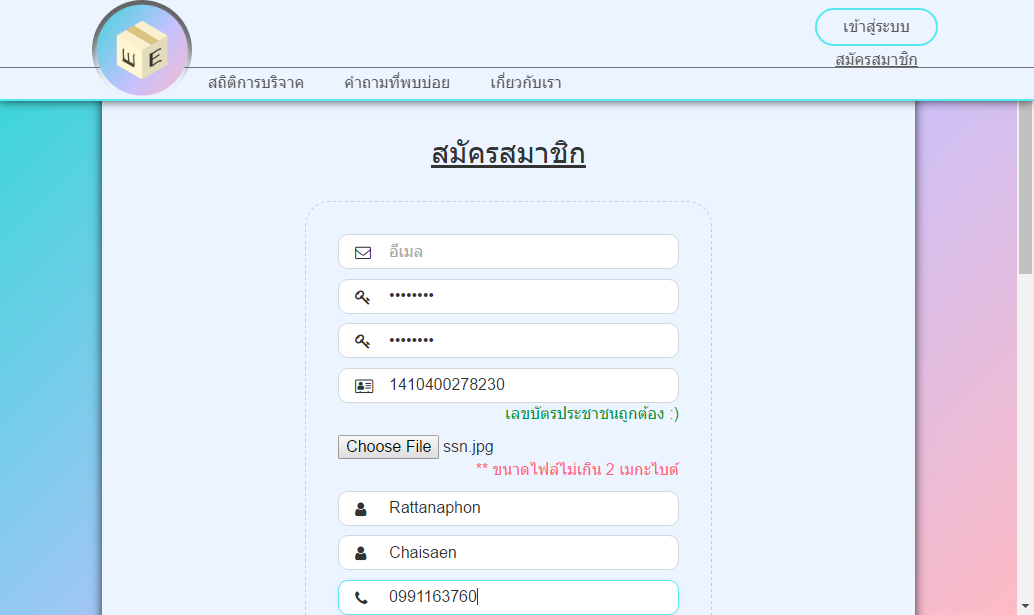 เข้าสู่ระบบ
สมัครสมาชิก
W E
สถิติการบริจาค คำถามที่พบบ่อย เกี่ยวกับเรา
สมัครสมาชิก
อีเมล
••••••••
••••••••
1410400278230
เลขบัตรประชาชนถูกต้อง :)
Choose File ssn.jpg
** ขนาดไฟล์ไม่เกิน 2 เมกะไบต์
Rattanaphon
Chaisaen
0991163760